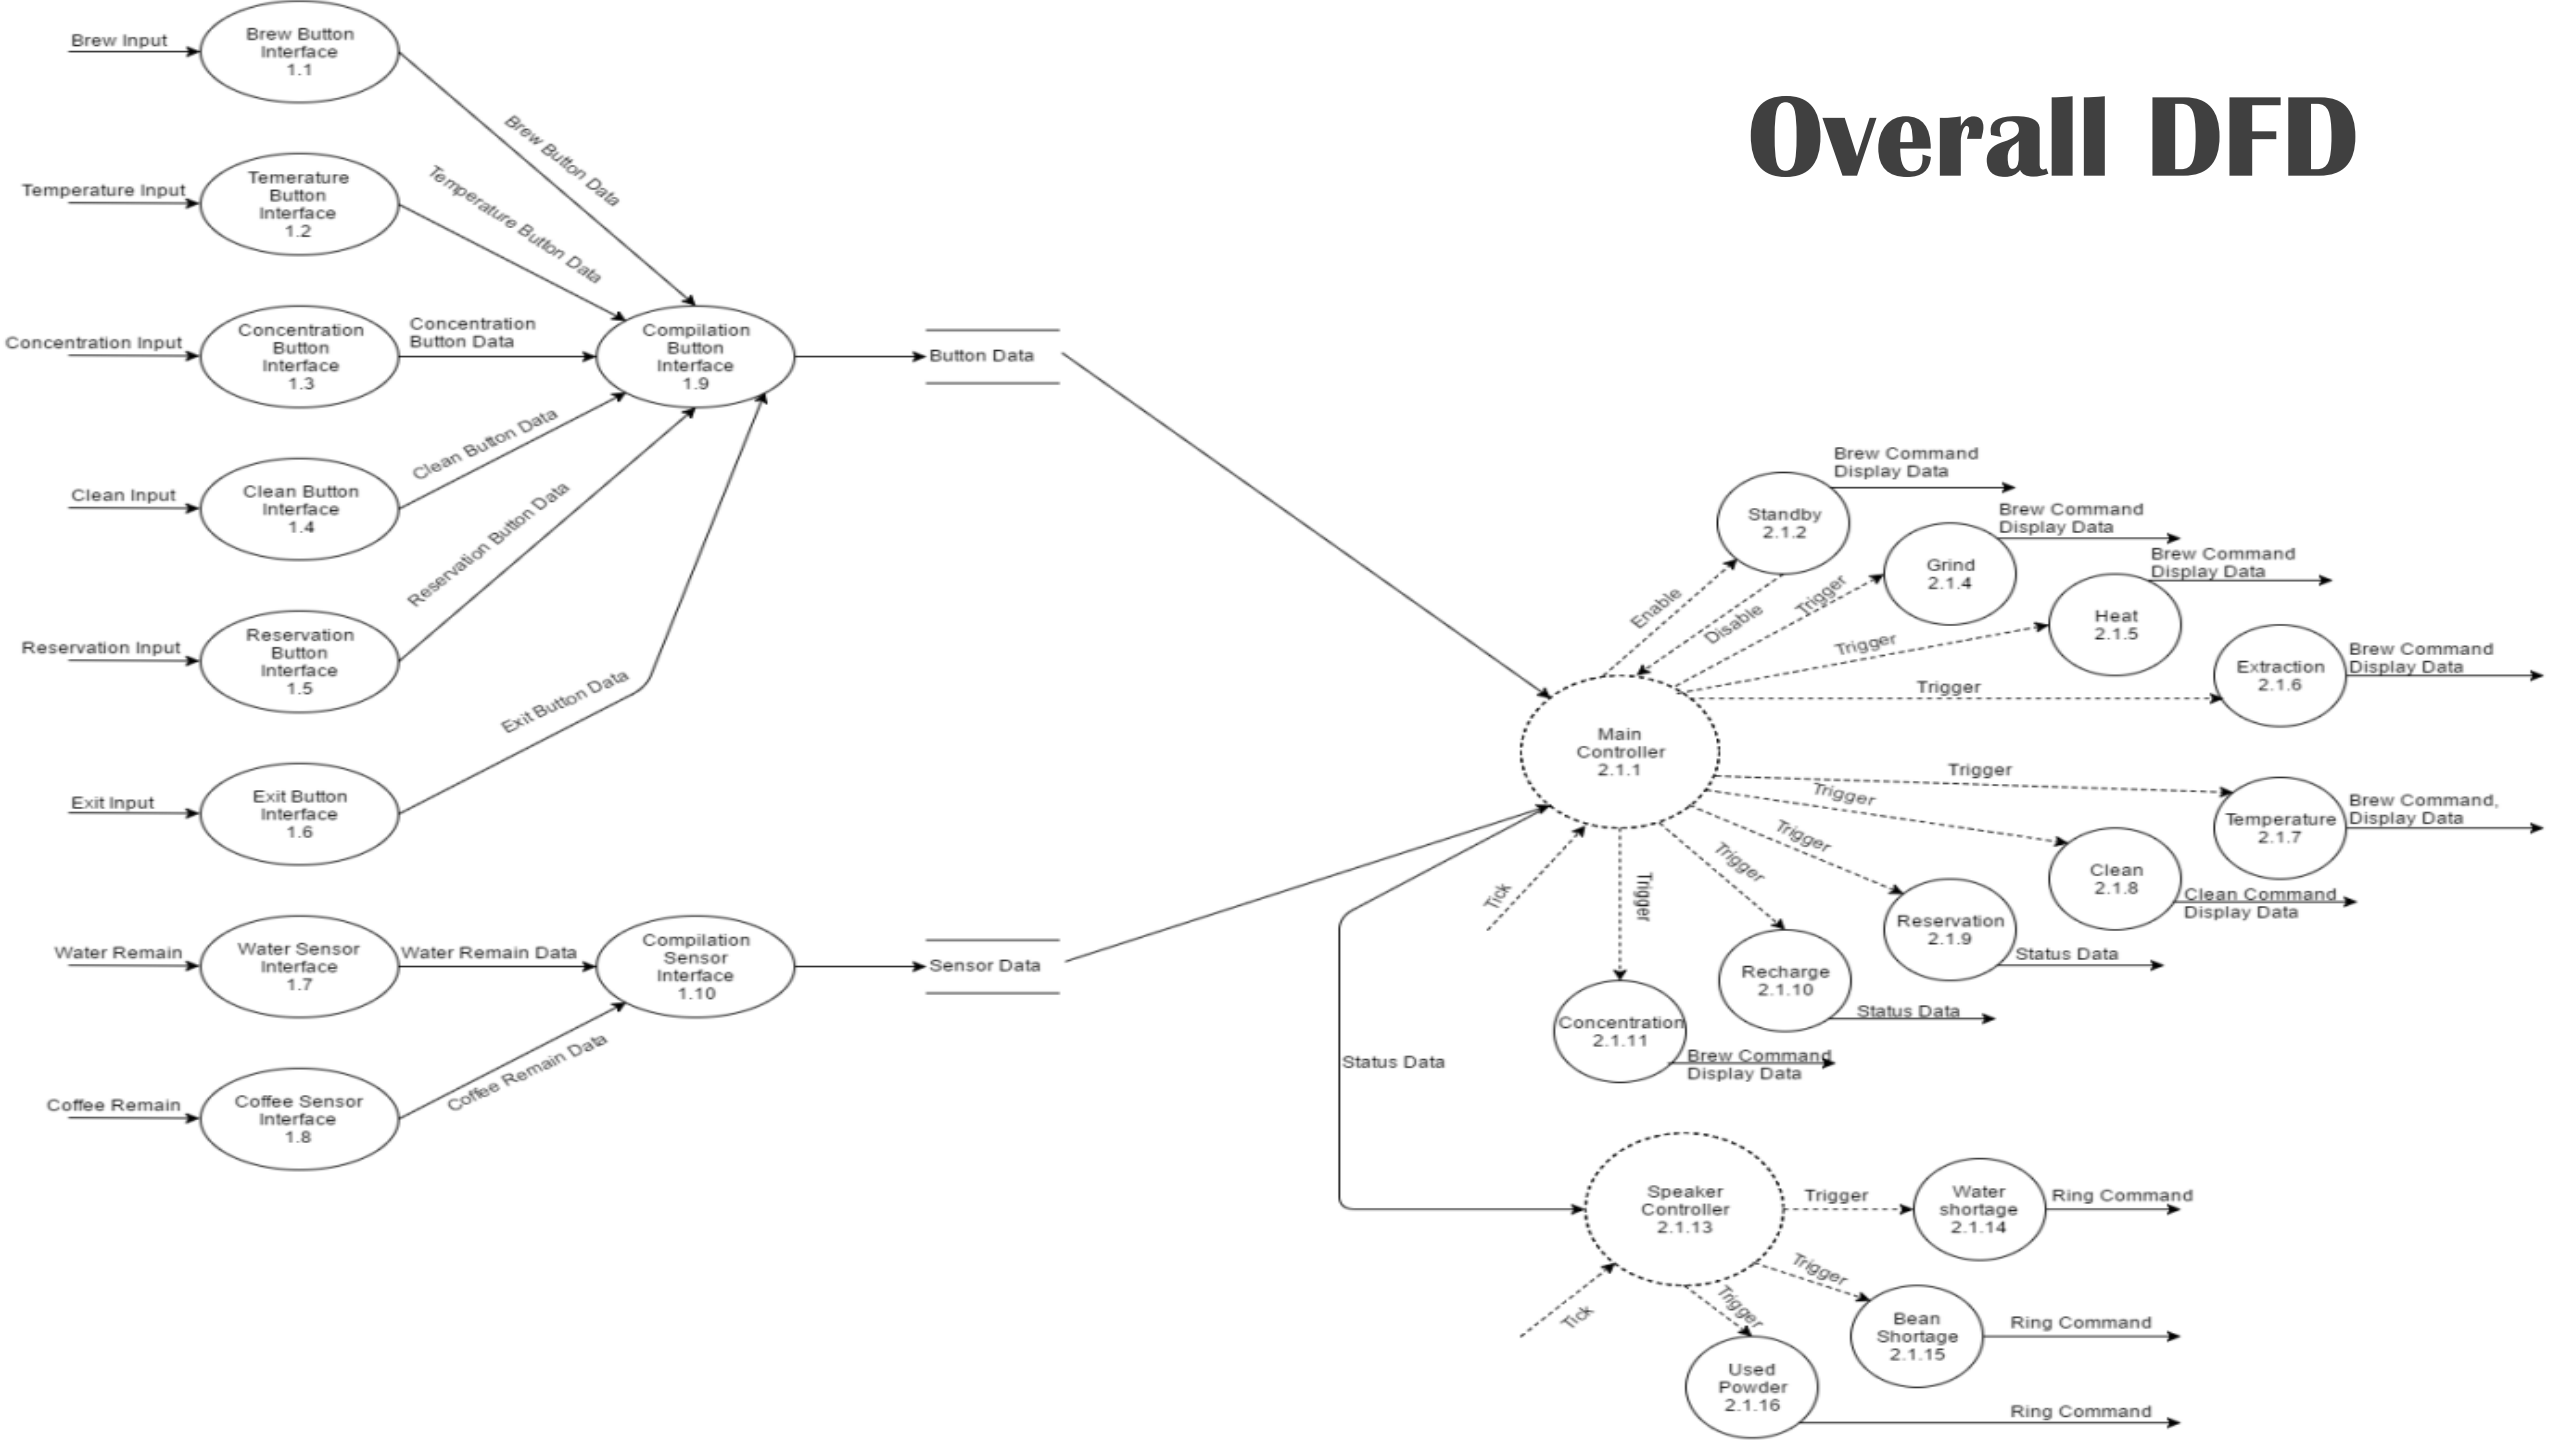 Overall DFD
Brew Input
Brew Button
Interface
1.1
Brew Button Data
Temperature Input
Temerature
Button
Interface
1.2
Temperature Button Data
Concentration Input
Concentration
Button
Interface
1.3
Concentration
Button Data
Clean Input
Clean Button
Interface
1.4
Clean Button Data
Reservation Input
Reservation
Button
Interface
1.5
Reservation Button Data
Exit Input
Exit Button
Interface
1.6
Exit Button Data
Compilation
Button
Interface
1.9
Button Data
Water Remain
Water Sensor
Interface
1.7
Water Remain Data
Coffee Remain
Coffee Sensor
Interface
1.8
Coffee Remain Data
Compilation
Sensor
Interface
1.10
Sensor Data
Main
Controller
2.1.1
Tick
Enable
Disable
Standby
2.1.2
Brew Command
Display Data
Trigger
Grind
2.1.4
Brew Command
Display Data
Trigger
Heat
2.1.5
Brew Command
Display Data
Trigger
Extraction
2.1.6
Brew Command
Display Data
Trigger
Temperature
2.1.7
Brew Command,
Display Data
Trigger
Clean
2.1.8
Clean Command
Display Data
Trigger
Reservation
2.1.9
Status Data
Trigger
Recharge
2.1.10
Status Data
Trigger
Concentration
2.1.11
Brew Command
Display Data
Status Data
Speaker
Controller
2.1.13
Tick
Trigger
Water
shortage
2.1.14
Ring Command
Trigger
Bean
Shortage
2.1.15
Ring Command
Trigger
Used
Powder
2.1.16
Ring Command